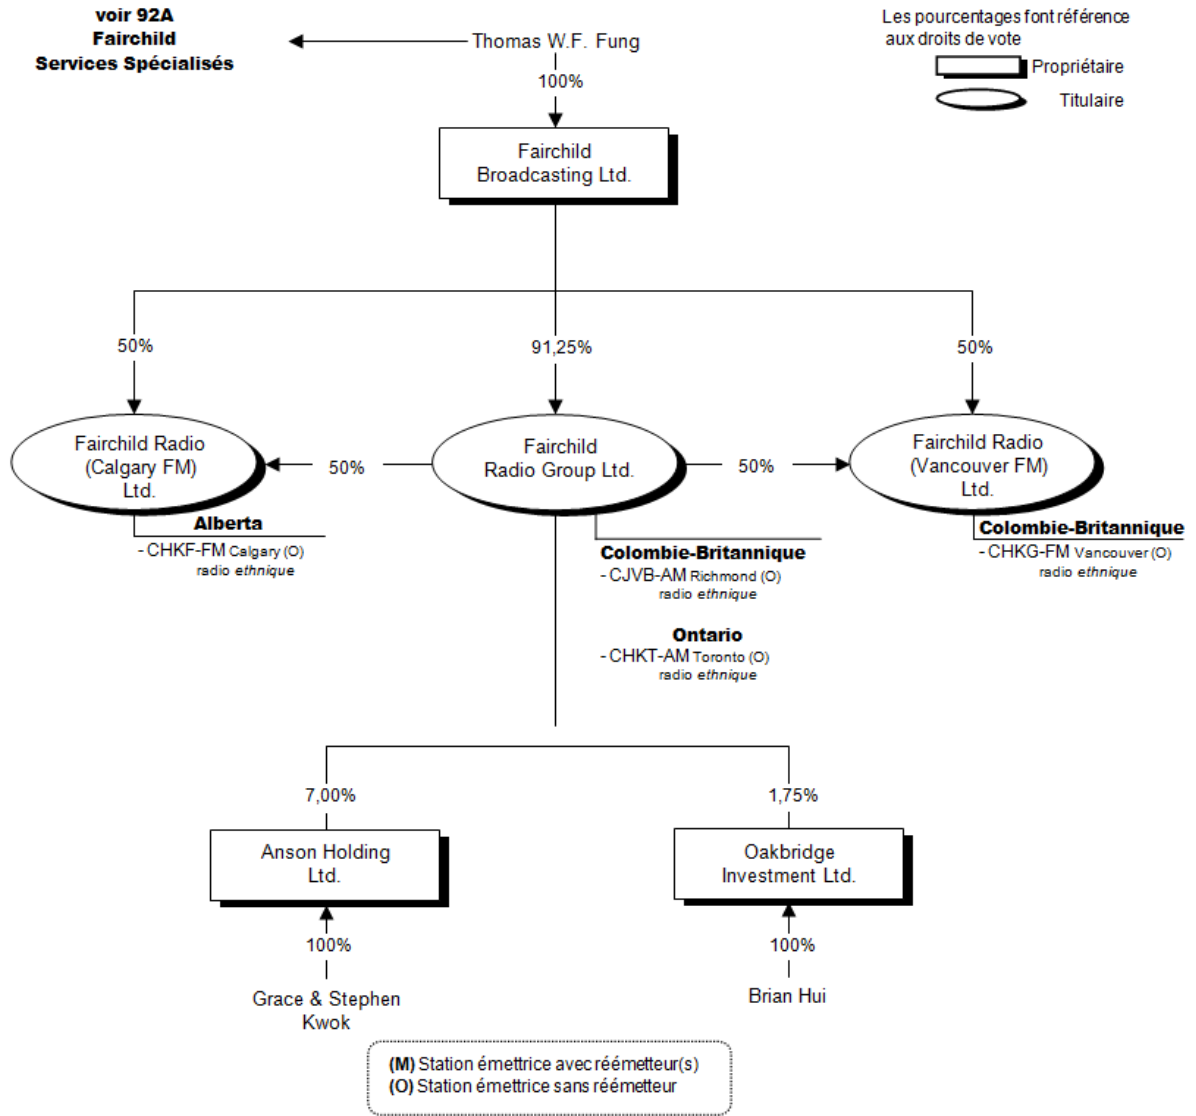 voir 92A
Fairchild
Services Spécialisés
Thomas W.F. Fung
Les pourcentages font référence
aux droits de vote
Propriétaire
Titulaire
100%
Fairchild
Broadcasting Ltd.
50%
91,25%
50%
Fairchild Radio
(Calgary FM)
Ltd.
50%
Fairchild
Radio Group Ltd.
50%
Fairchild Radio
(Vancouver FM)
Ltd.
Alberta
- CHKF-FM Calgary (O)
radio ethnique
Colombie-Britannique
- CJVB-AM Richmond (O)
radio ethnique
Ontario
- CHKT-AM Toronto (O)
radio ethnique
Colombie-Britannique
- CHKG-FM Vancouver (O)
radio ethnique
7,00%
1,75%
Anson Holding
Ltd.
Oakbridge
Investment Ltd.
100%
100%
Grace & Stephen
Kwok
Brian Hui
(M) Station émettrice avec réémetteur(s)
(O) Station émettrice sans réémetteur